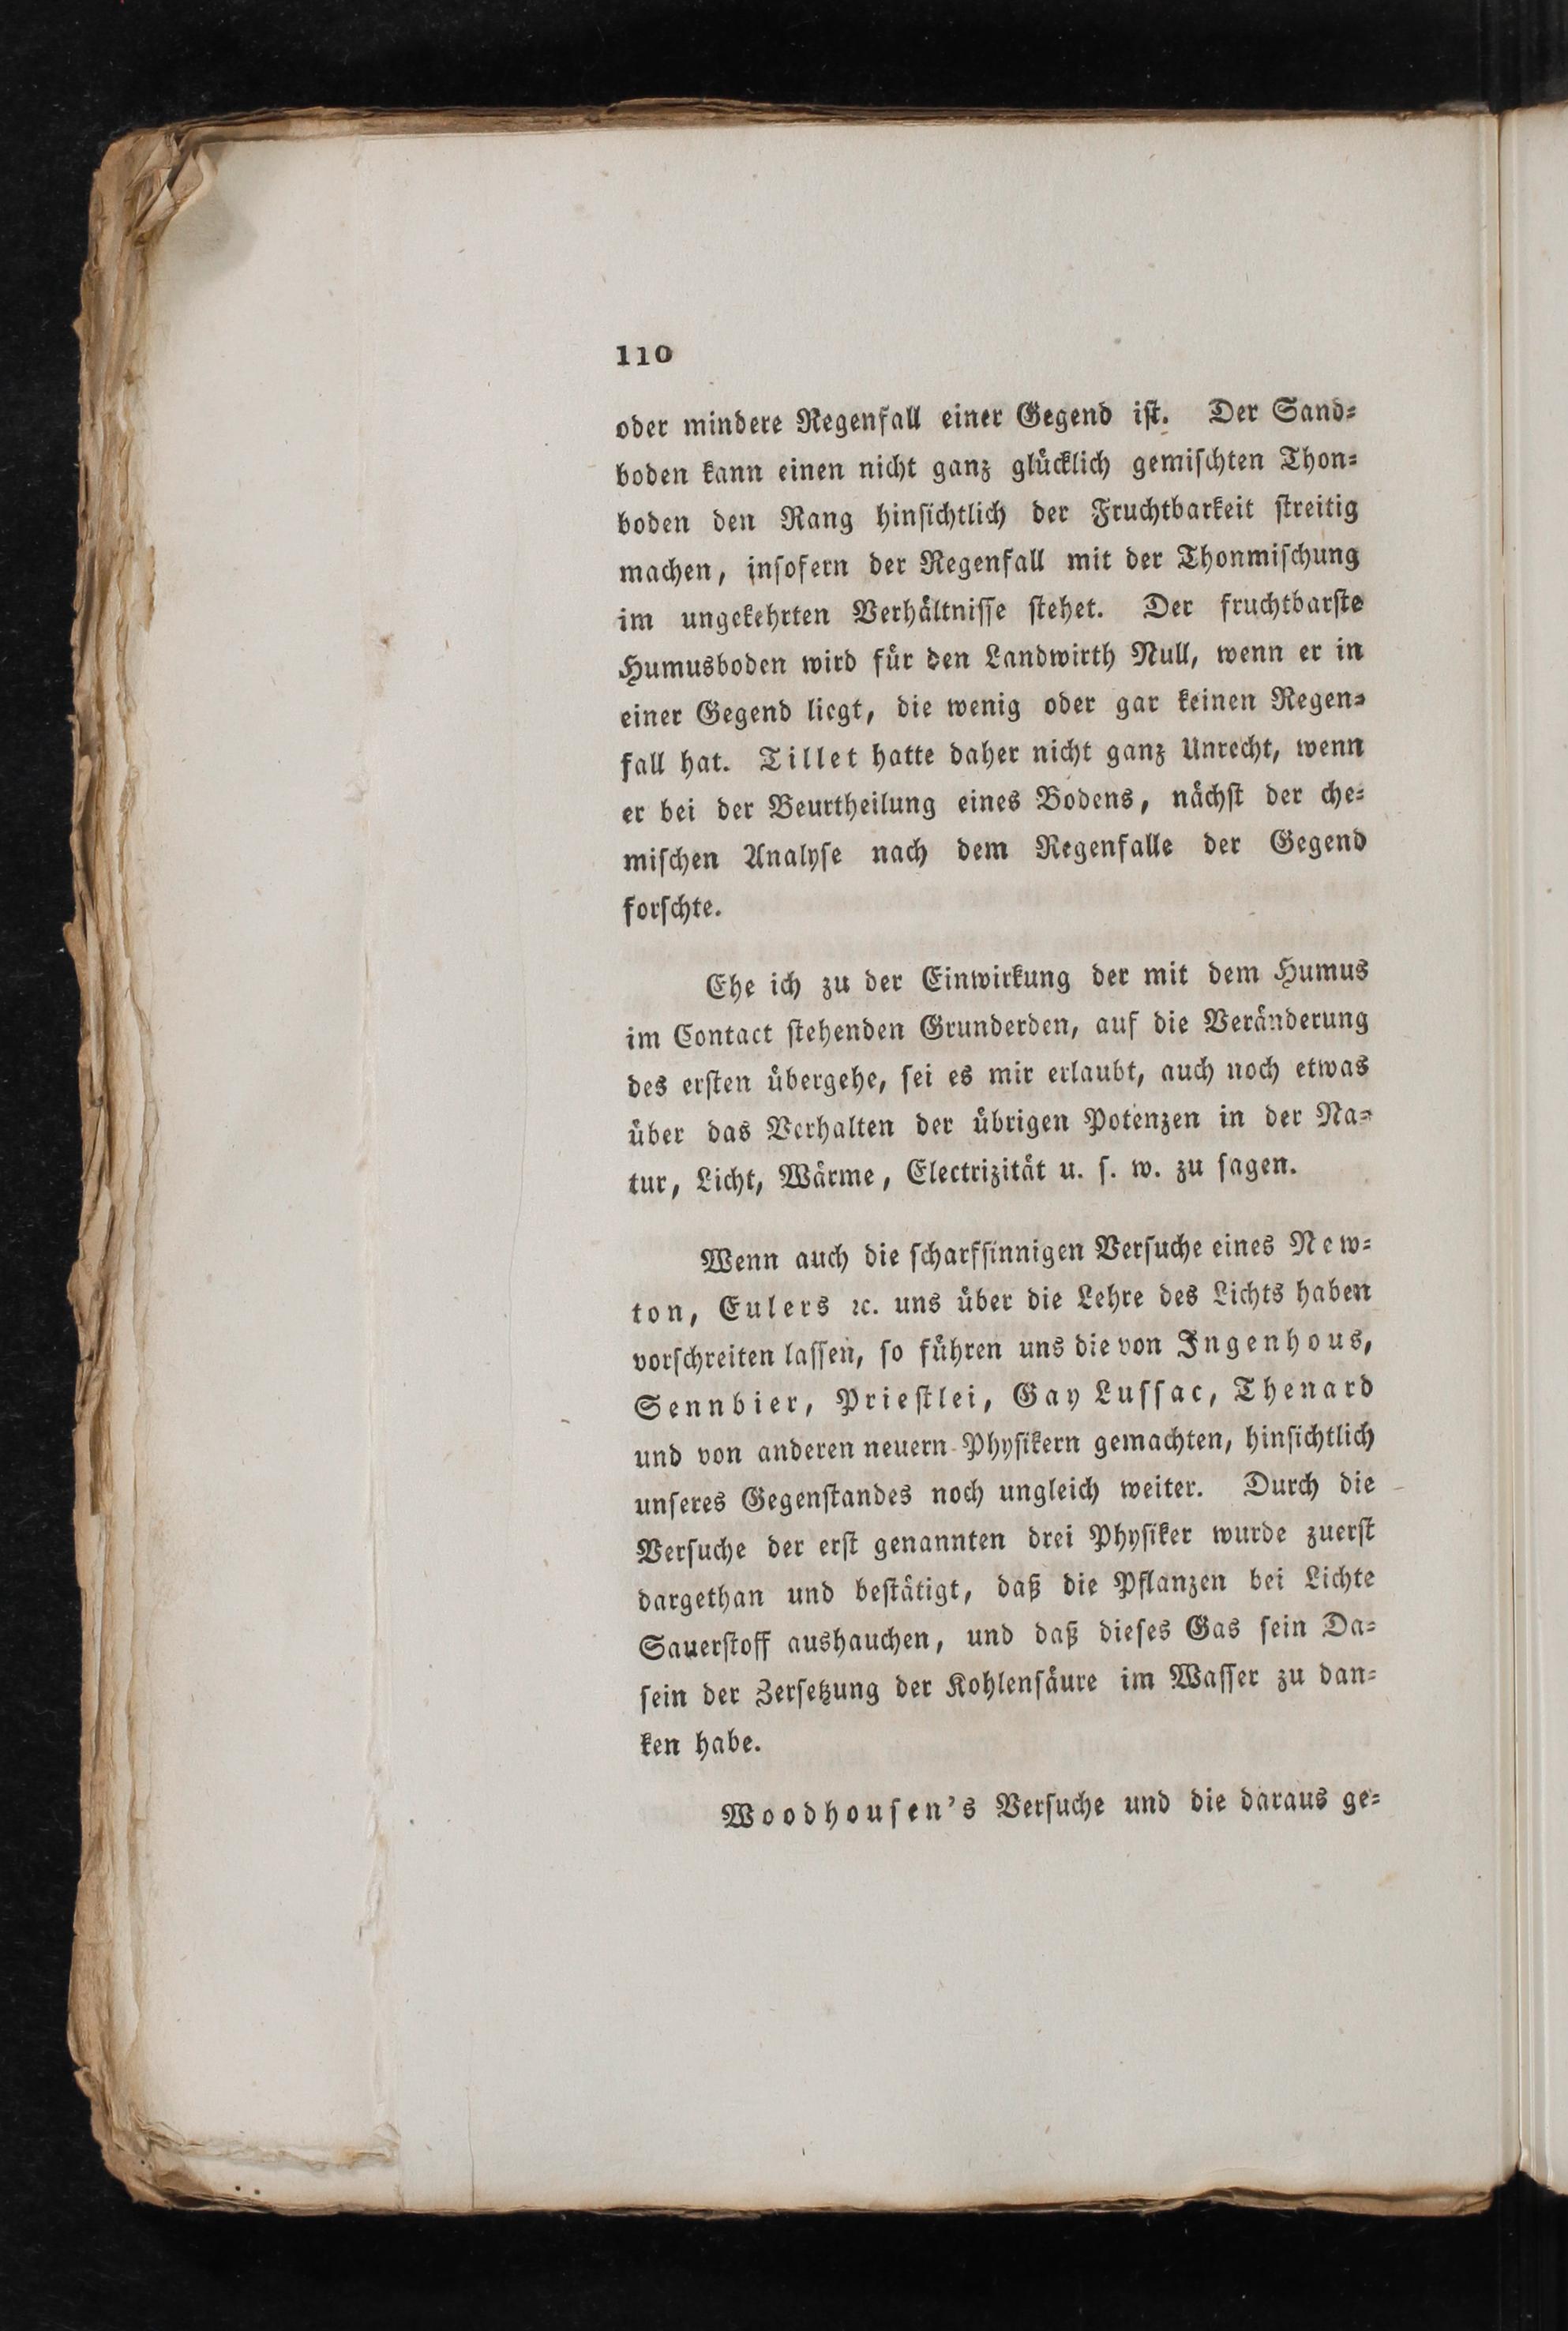 110
oder mindere Regenfall einer Gegend ist. Der Sand=
boden kann einen nicht ganz glücklich gemischten Thon=
boden den Rang hinsichtlich der Fruchtbarkeit streitig
machen, insofern der Regenfall mit der Thonmischung
im ungekehrten Verhältnisse stehet. Der fruchtbarste
Humusboden wird für den Landwirth Null, wenn er in
einer Gegend liegt, die wenig oder gar keinen Regen=
fall hat. Tillet hatte daher nicht ganz Unrecht, wenn
er bei der Beurtheilung eines Bodens, nächst der che=
mischen Analyse nach dem Regenfalle der Gegend
forschte.
Ehe ich zu der Einwirkung der mit dem Humus
im Contact stehenden Grunderden, auf die Veränderung
des ersten übergehe, sei es mir erlaubt, auch noch etwas
über das Verhalten der übrigen Potenzen in der Na=
tur, Licht, Wärme, Electrizität u. s. w. zu sagen.
Wenn auch die scharfsinnigen Versuche eines New=
ton, Eulers ꝛc. uns über die Lehre des Lichts haben
vorschreiten lassen, so führen uns die von Ingenhous,
Sennbier, Priestlei, Gay Lussac, Thenard
und von anderen neuern Physikern gemachten, hinsichtlich
unseres Gegenstandes noch ungleich weiter. Durch die
Versuche der erst genannten drei Physiker wurde zuerst
dargethan und bestätigt, daß die Pflanzen bei Lichte
Sauerstoff aushauchen, und daß dieses Gas sein Da=
sein der Zersetzung der Kohlensäure im Wasser zu dan=
ken habe.
Woodhousen's Versuche und die daraus ge=